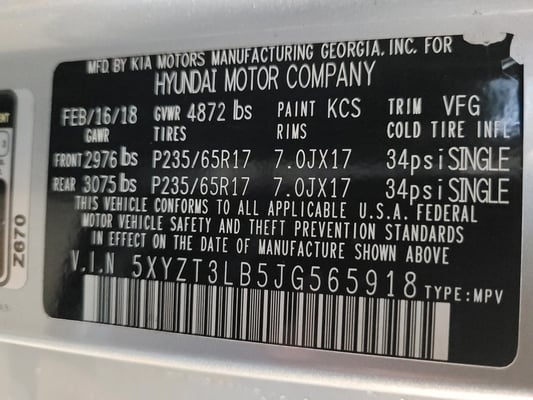 MFD. BY KIA MOTORS MANUFACTURING GEORGIA, INC. FOR
HYUNDAI MOTOR COMPANY
FEB/16/18 GVWR 4872 lbs PAINT KCS TRIM VFG
GAWR TIRES RIMS COLD TIRE INFL
FRONT 2976 lbs P235/65R17 7.0JX17 34psi SINGLE
REAR 3075 lbs P235/65R17 7.0JX17 34psi SINGLE
THIS VEHICLE CONFORMS TO ALL APPLICABLE U.S.A. FEDERAL
MOTOR VEHICLE SAFETY AND THEFT PREVENTION STANDARDS
IN EFFECT ON THE DATE OF MANUFACTURE SHOWN ABOVE
V.I.N 5XYZT3LB5JG565918 TYPE:MPV
Z670